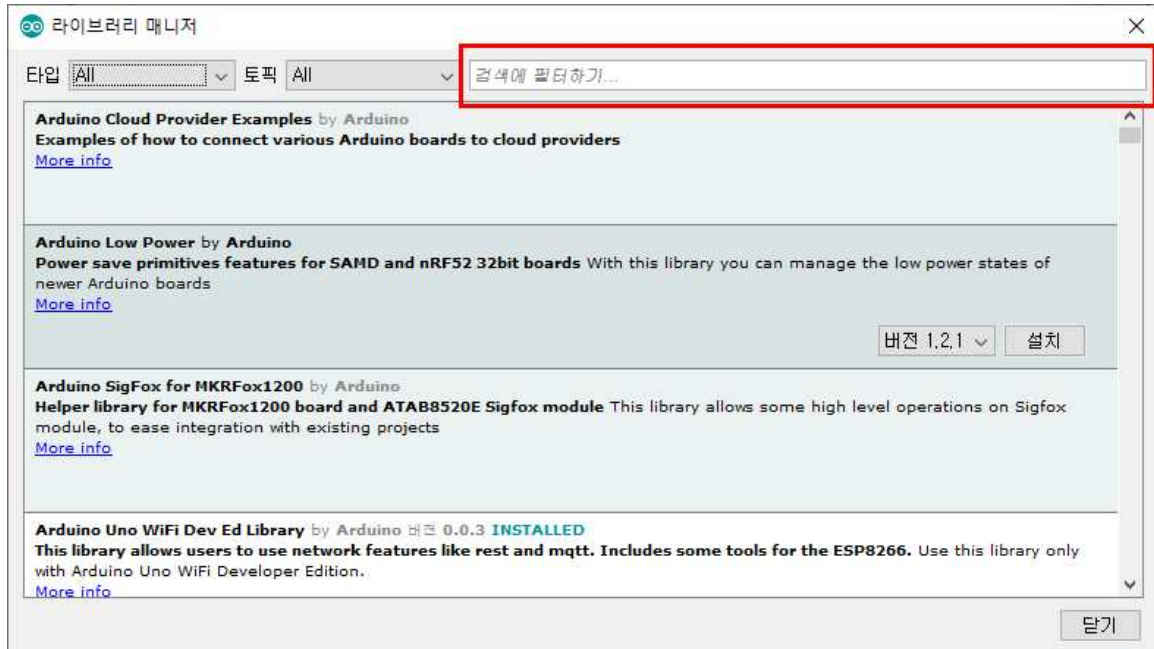 라이브러리 매니저
타입 All 토픽 All 검색에 필터하기...
Arduino Cloud Provider Examples by Arduino
Examples of how to connect various Arduino boards to cloud providers
More info
Arduino Low Power by Arduino
Power save primitives features for SAMD and nRF52 32bit boards With this library you can manage the low power states of
newer Arduino boards
More info
버전 1.2.1 설치
Arduino SigFox for MKRFox1200 by Arduino
Helper library for MKRFox1200 board and ATAB8520E Sigfox module This library allows some high level operations on Sigfox
module, to ease integration with existing projects
More info
Arduino Uno WiFi Dev Ed Library by Arduino 버전 0.0.3 INSTALLED
This library allows users to use network features like rest and mqtt. Includes some tools for the ESP8266. Use this library only
with Arduino Uno WiFi Developer Edition.
More info
닫기